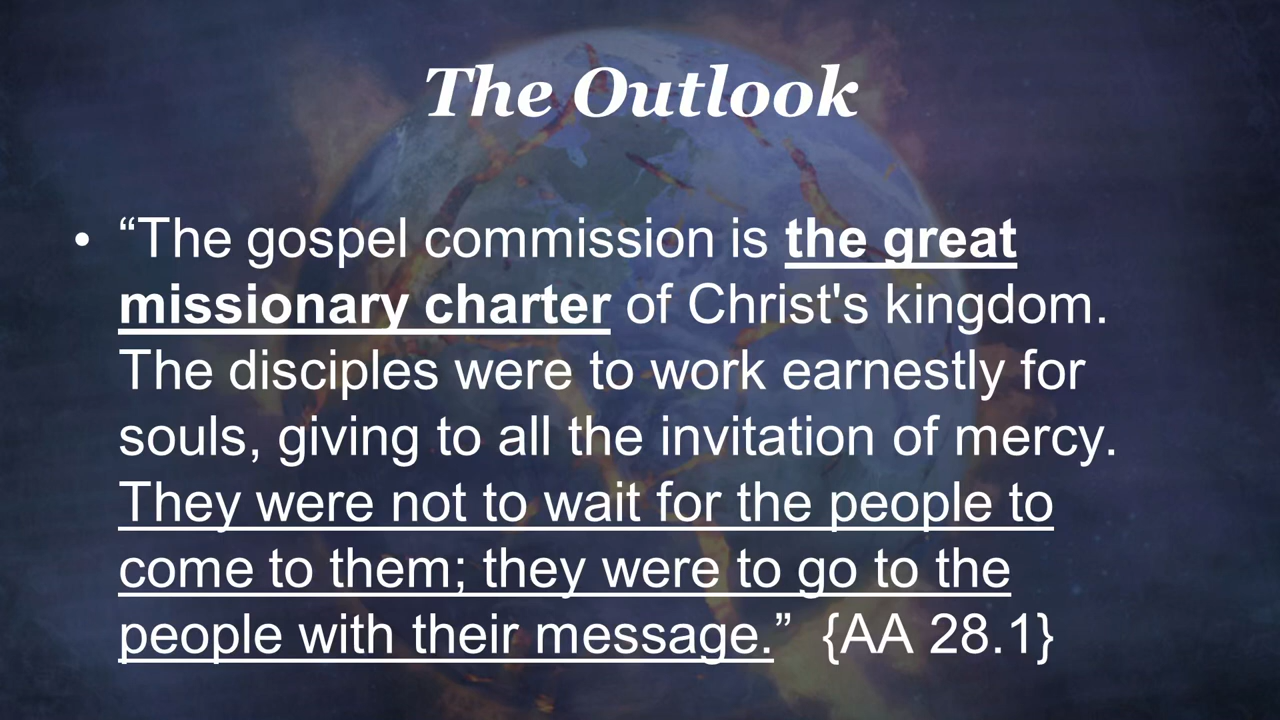 The Outlook
• “The gospel commission is the great
missionary charter of Christ's kingdom.
The disciples were to work earnestly for
souls, giving to all the invitation of mercy.
They were not to wait for the people to
come to them; they were to go to the
people with their message.” {AA 28.1}